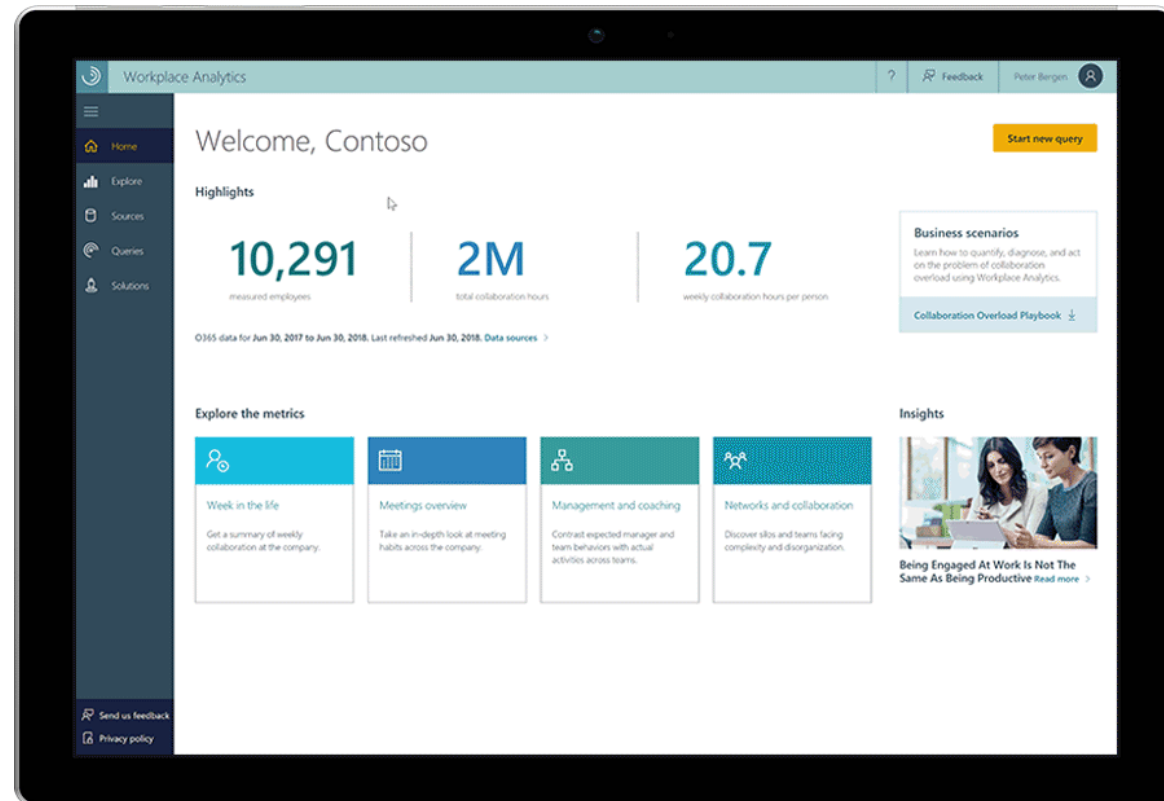 Workplace Analytics
?
Feedback
Peter Bergen
Home
Explore
Sources
Queries
Solutions
Send us feedback
Privacy policy
Welcome, Contoso
Start new query
Highlights
10,291
measured employees
2M
total collaboration hours
20.7
weekly collaboration hours per person
O365 data for Jun 30, 2017 to Jun 30, 2018. Last refreshed Jun 30, 2018. Data sources >
Business scenarios
Learn how to quantify, diagnose, and act
on the problem of collaboration
overload using Workplace Analytics.
Collaboration Overload Playbook
Explore the metrics
Week in the life
Get a summary of weekly
collaboration at the company.
Meetings overview
Take an in-depth look at meeting
habits across the company.
Management and coaching
Contrast expected manager and
team behaviors with actual
activities across teams.
Networks and collaboration
Discover silos and teams facing
complexity and disorganization.
Insights
Being Engaged At Work Is Not The
Same As Being Productive Read more >